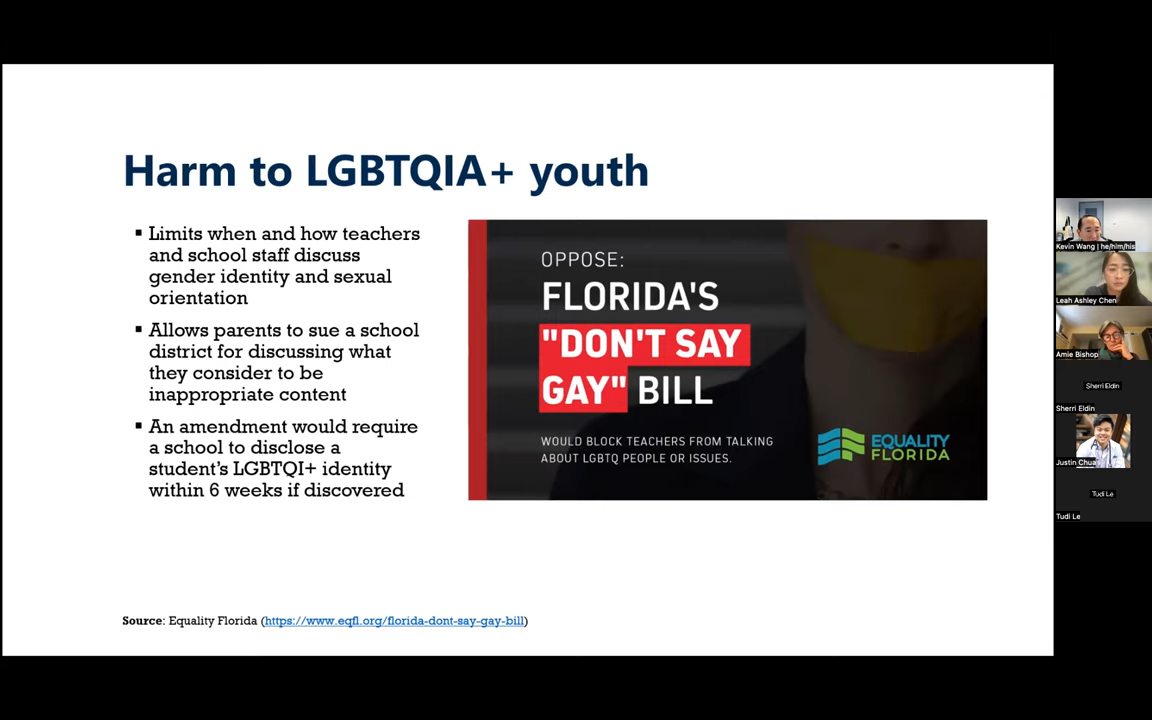 Harm to LGBTQIA+ youth
▪ Limits when and how teachers
and school staff discuss
gender identity and sexual
orientation
▪ Allows parents to sue a school
district for discussing what
they consider to be
inappropriate content
▪ An amendment would require
a school to disclose a
student's LGBTQI+ identity
within 6 weeks if discovered
OPPOSE:
FLORIDA'S
"DON'T SAY
GAY" BILL
WOULD BLOCK TEACHERS FROM TALKING
ABOUT LGBTQ PEOPLE OR ISSUES.
EQUALITY
FLORIDA
Source: Equality Florida (https://www.eqfl.org/florida-dont-say-gay-bill)
Kevin Wang | he/him/his
Leah Ashley Chen
Amie Bishop
Sherri Eldin
Sherri Eldin
Justin Chua
Tudi Le
Tudi Le